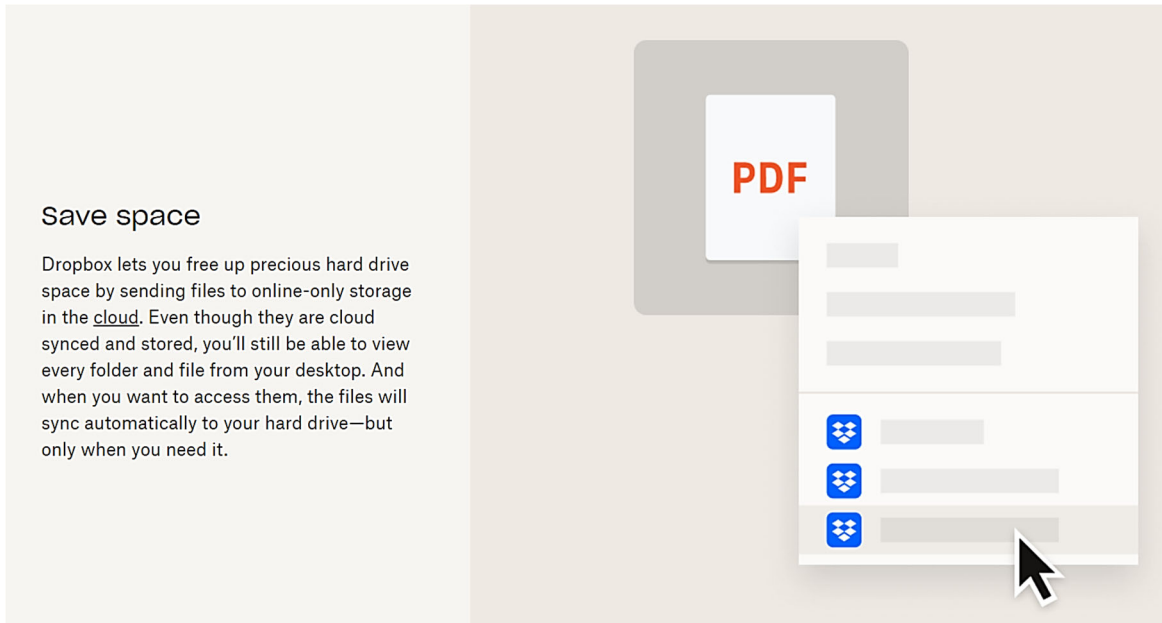 Save space
Dropbox lets you free up precious hard drive
space by sending files to online-only storage
in the cloud. Even though they are cloud
synced and stored, you’ll still be able to view
every folder and file from your desktop. And
when you want to access them, the files will
sync automatically to your hard drive—but
only when you need it.
PDF